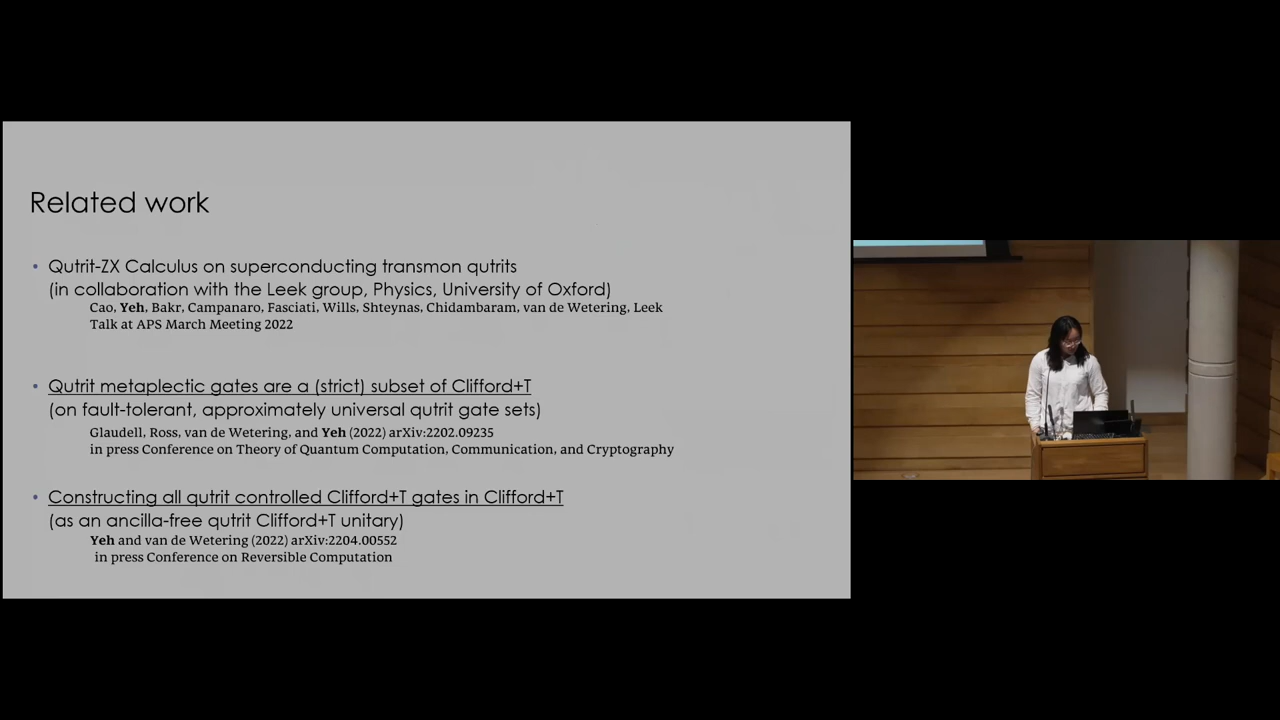 Related work
• Qutrit-ZX Calculus on superconducting transmon qutrits
(in collaboration with the Leek group, Physics, University of Oxford)
Cao, Yeh, Bakr, Campanaro, Fasciati, Wills, Shteynas, Chidambaram, van de Wetering, Leek
Talk at APS March Meeting 2022
• Qutrit metaplectic gates are a (strict) subset of Clifford+T
(on fault-tolerant, approximately universal qutrit gate sets)
Glaudell, Ross, van de Wetering, and Yeh (2022) arXiv:2202.09235
in press Conference on Theory of Quantum Computation, Communication, and Cryptography
• Constructing all qutrit controlled Clifford+T gates in Clifford+T
(as an ancilla-free qutrit Clifford+T unitary)
Yeh and van de Wetering (2022) arXiv:2204.00552
in press Conference on Reversible Computation